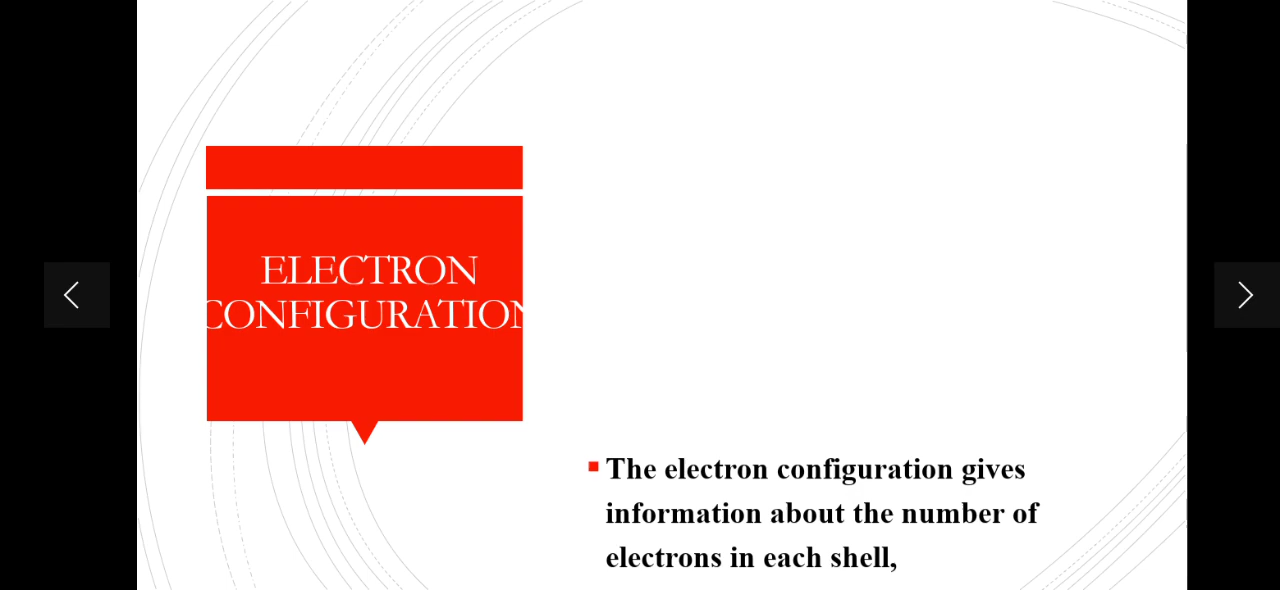 ELECTRON
CONFIGURATION
The electron configuration gives
information about the number of
electrons in each shell,